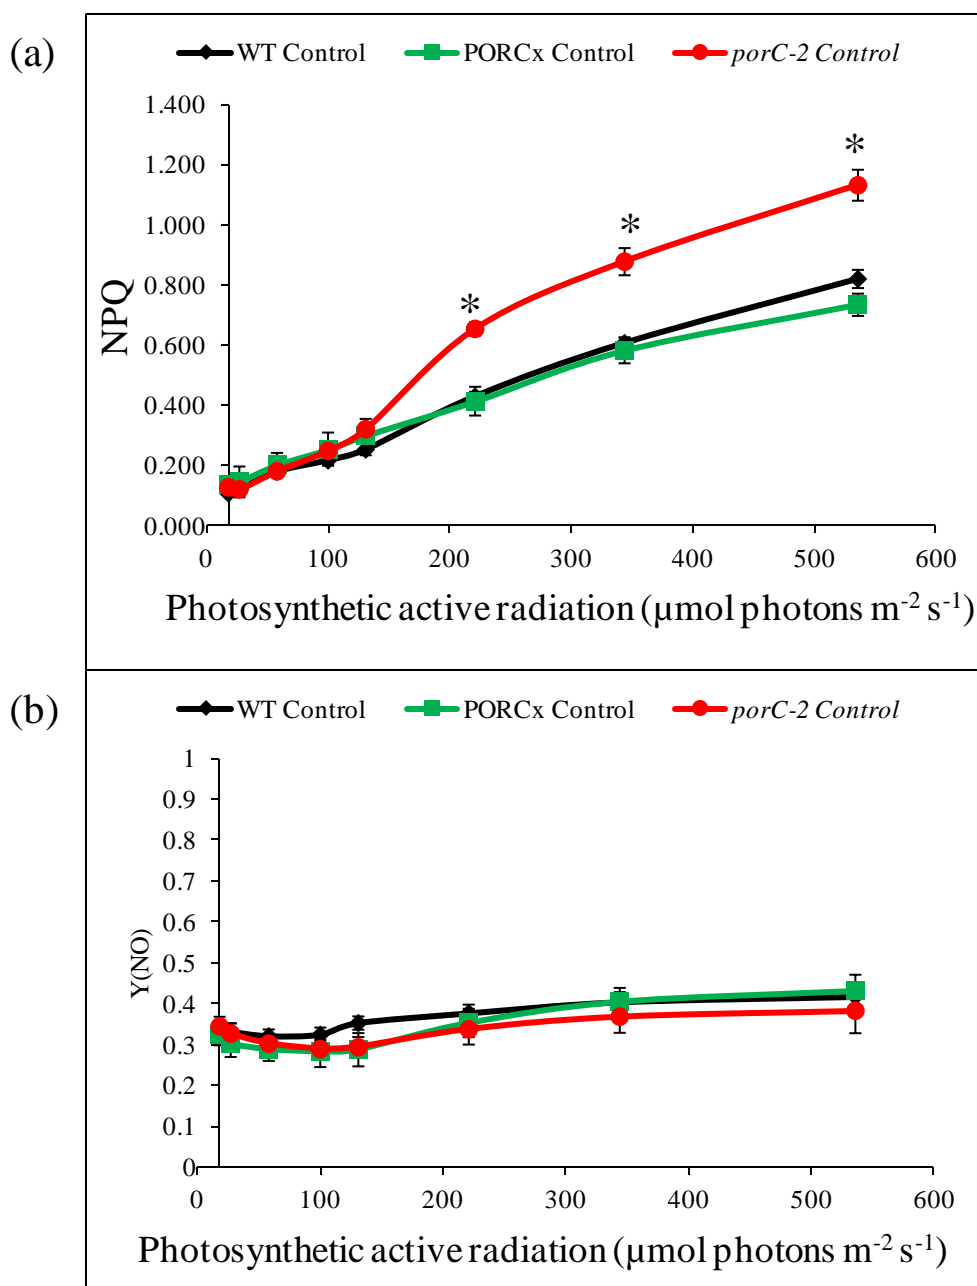 (a)
WT Control PORCx Control porC-2 Control
1.400
1.200
1.000
0.800
0.600
0.400
0.200
0.000
NPQ
* * *
0 100 200 300 400 500 600
Photosynthetic active radiation (µmol photons m-2 s-1)
(b)
WT Control PORCx Control porC-2 Control
1
0.9
0.8
0.7
0.6
0.5
0.4
0.3
0.2
0.1
0
Y(NO)
0 100 200 300 400 500 600
Photosynthetic active radiation (µmol photons m-2 s-1)